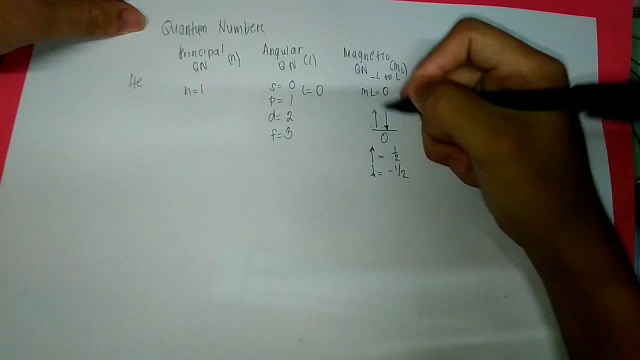 Quantum Numbers
Principal QN (n)
Angular Q.N (l)
Magnetic QN (ml)
-L to L
He
n=1
s=0
l=0
mL=0
p=1
d=2
f=3
↑↓
0
↑ = 1/2
↓ = -1/2